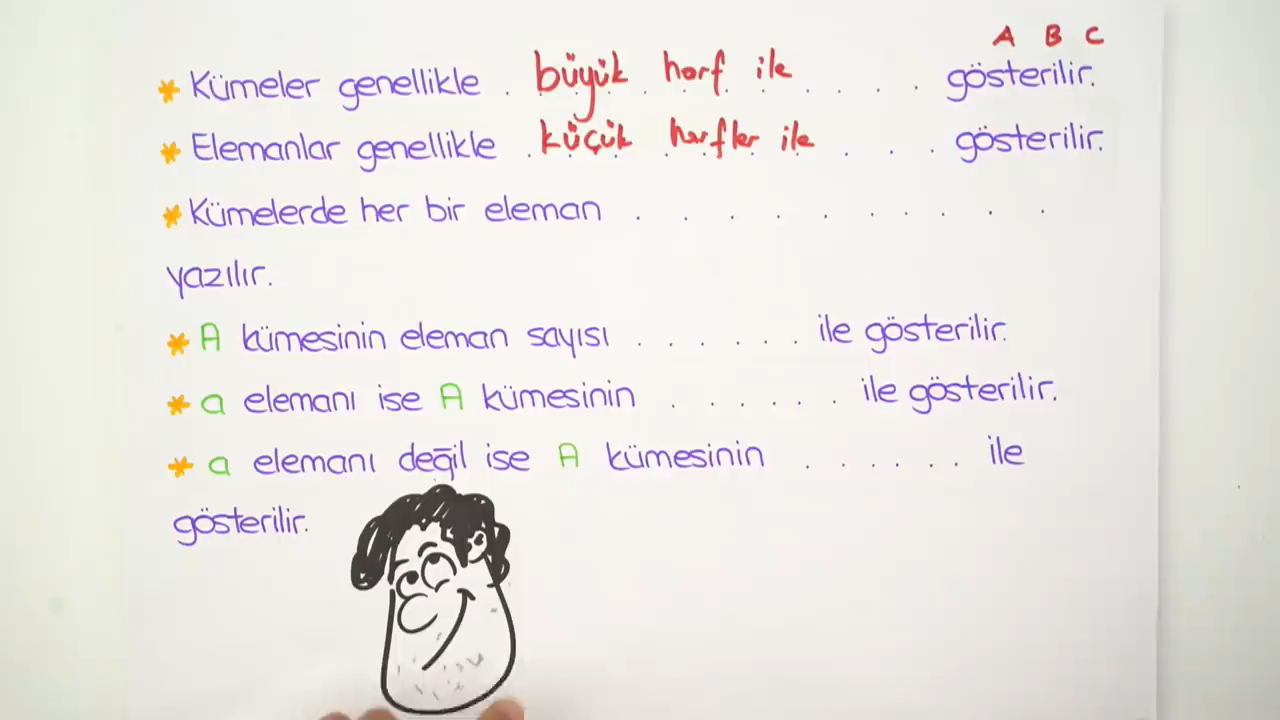 A B C
* Kümeler genellikle . büyük harf ile . . . . gösterilir.
* Elemanlar genellikle . küçük harfler ile . . . gösterilir.
* Kümelerde her bir eleman . . . . . . . . . .
yazılır.
* A kümesinin eleman sayısı . . . . . . ile gösterilir.
* a elemanı ise A kümesinin . . . . . . ile gösterilir.
* a elemanı değil ise A kümesinin . . . . . . ile
gösterilir.